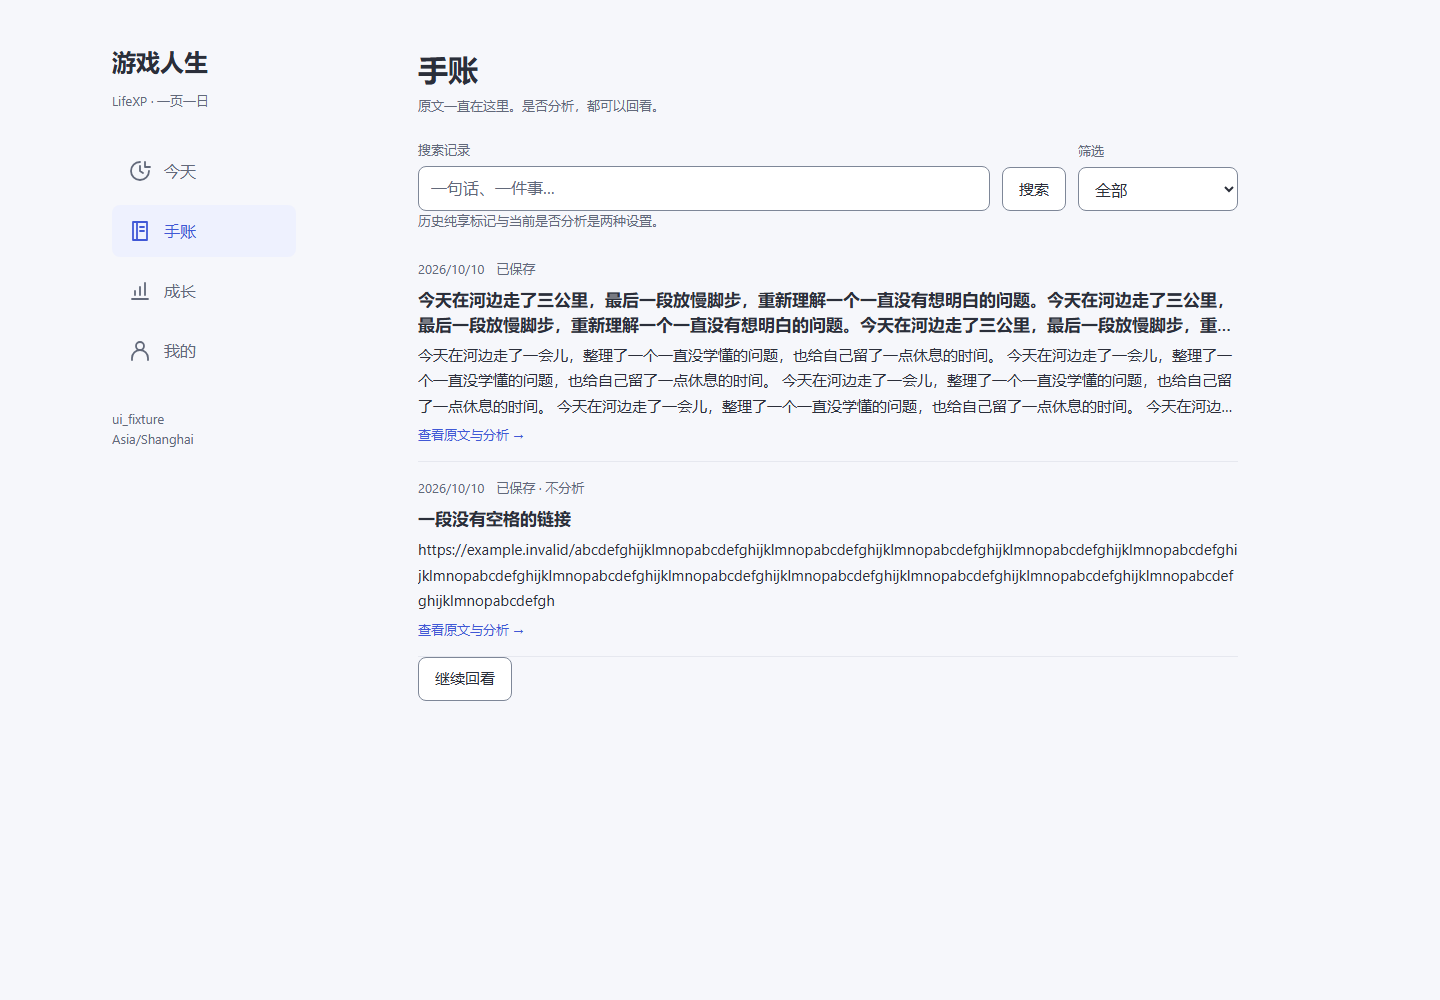 游戏人生
LifeXP · 一页一日
今天
手账
成长
我的
ui_fixture
Asia/Shanghai
手账
原文一直在这里。是否分析，都可以回看。
搜索记录
筛选
一句话、一件事...
搜索
全部
历史纯享标记与当前是否分析是两种设置。
2026/10/10 已保存
今天在河边走了三公里，最后一段放慢脚步，重新理解一个一直没有想明白的问题。今天在河边走了三公里，
最后一段放慢脚步，重新理解一个一直没有想明白的问题。今天在河边走了三公里，最后一段放慢脚步，重...
今天在河边走了一会儿，整理了一个一直没学懂的问题，也给自己留了一点休息的时间。 今天在河边走了一会儿，整理了一
个一直没学懂的问题，也给自己留了一点休息的时间。 今天在河边走了一会儿，整理了一个一直没学懂的问题，也给自己留
了一点休息的时间。 今天在河边走了一会儿，整理了一个一直没学懂的问题，也给自己留了一点休息的时间。 今天在河边...
查看原文与分析 →
2026/10/10 已保存 · 不分析
一段没有空格的链接
https://example.invalid/abcdefghijklmnopabcdefghijklmnopabcdefghijklmnopabcdefghijklmnopabcdefghijklmnopabcdefghi
jklmnopabcdefghijklmnopabcdefghijklmnopabcdefghijklmnopabcdefghijklmnopabcdefghijklmnopabcdefghijklmnopabcdef
ghijklmnopabcdefgh
查看原文与分析 →
继续回看